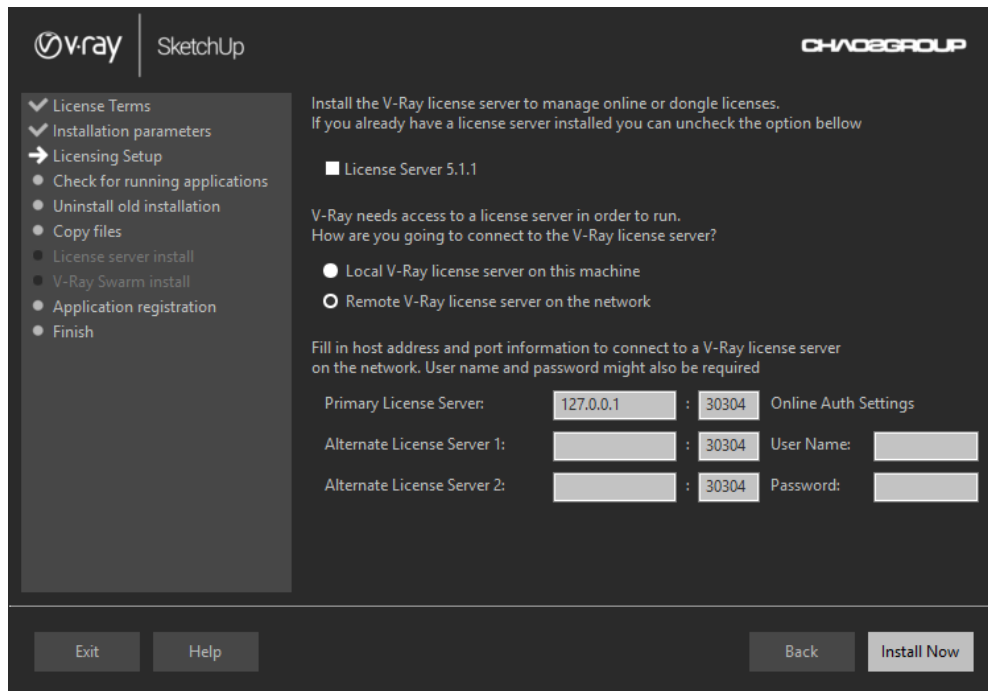 v·ray
SketchUp
CHAOSGROUP
License Terms
Installation parameters
Licensing Setup
Check for running applications
Uninstall old installation
Copy files
License server install
V-Ray Swarm install
Application registration
Finish
Install the V-Ray license server to manage online or dongle licenses.
If you already have a license server installed you can uncheck the option bellow
License Server 5.1.1
V-Ray needs access to a license server in order to run.
How are you going to connect to the V-Ray license server?
Local V-Ray license server on this machine
Remote V-Ray license server on the network
Fill in host address and port information to connect to a V-Ray license server
on the network. User name and password might also be required
Primary License Server: 127.0.0.1 : 30304 Online Auth Settings
Alternate License Server 1: : 30304 User Name:
Alternate License Server 2: : 30304 Password:
Exit Help Back Install Now